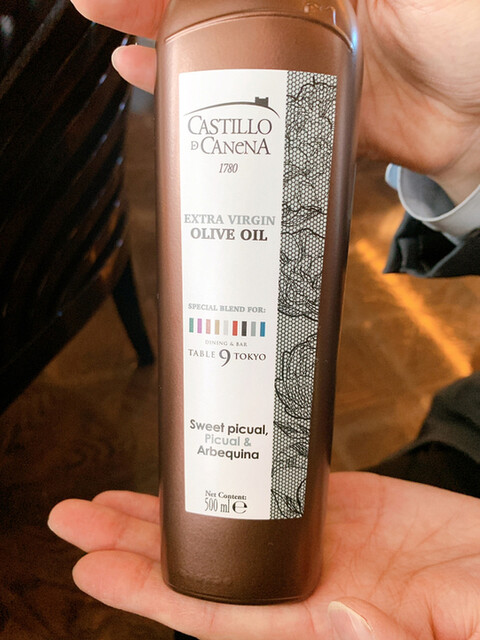 CASTILLO
D CANENA
1780
EXTRA VIRGIN
OLIVE OIL
SPECIAL BLEND FOR:
DINING & BAR
TABLE 9 TOKYO
Sweet picual,
Picual &
Arbequina
Net Content:
500 ml ℮